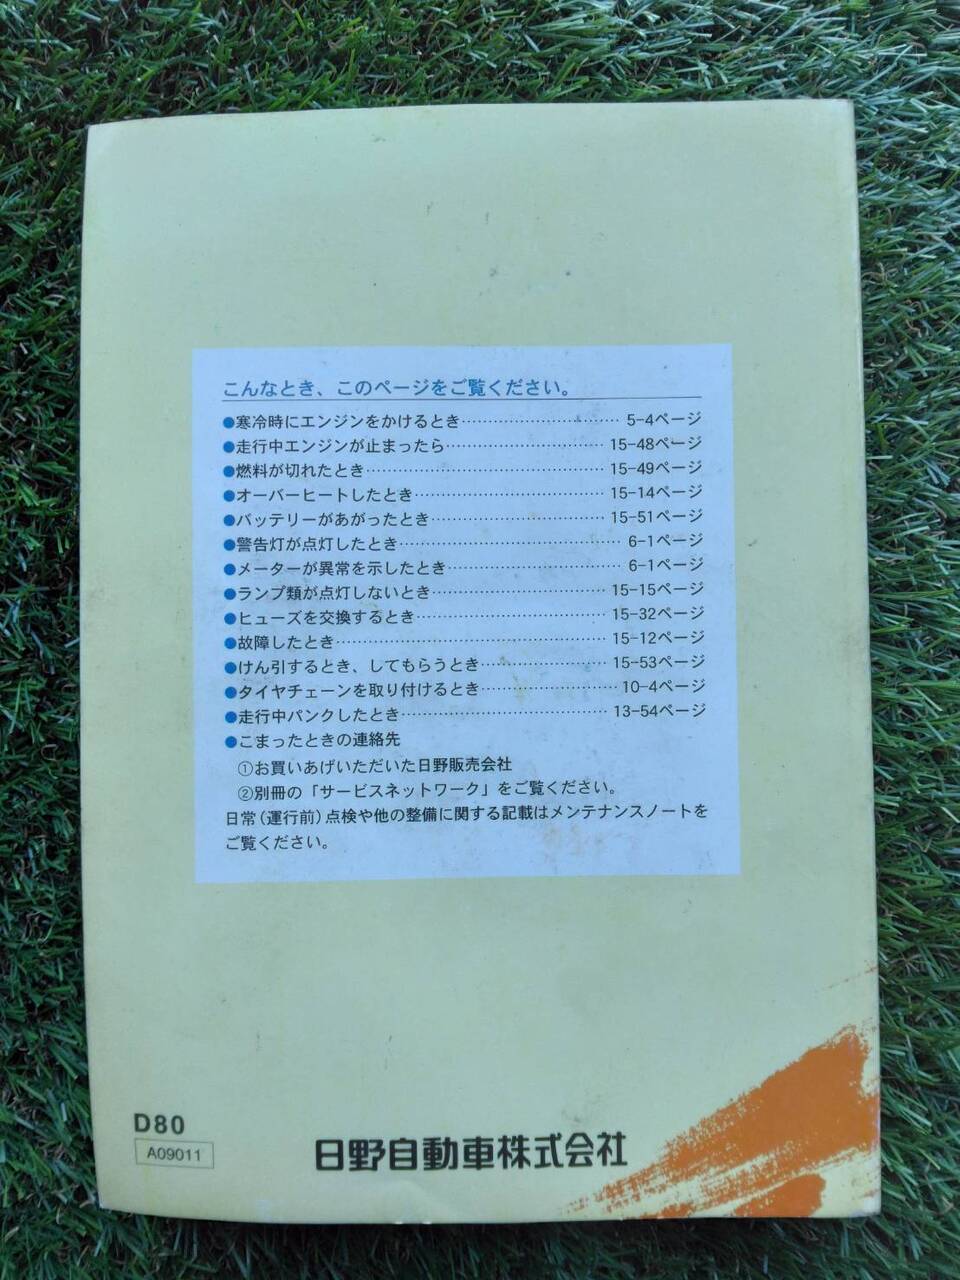 こんなとき、このページをご覧ください。
●寒冷時にエンジンをかけるとき……………………5-4ページ
●走行中エンジンが止まったら……………………15-48ページ
●燃料が切れたとき……………………15-49ページ
●オーバーヒートしたとき……………………15-14ページ
●バッテリーがあがったとき……………………15-51ページ
●警告灯が点灯したとき……………………6-1ページ
●メーターが異常を示したとき……………………6-1ページ
●ランプ類が点灯しないとき……………………15-15ページ
●ヒューズを交換するとき……………………15-32ページ
●故障したとき……………………15-12ページ
●けん引するとき、してもらうとき……………………15-53ページ
●タイヤチェーンを取り付けるとき……………………10-4ページ
●走行中パンクしたとき……………………13-54ページ
●こまったときの連絡先
①お買いあげいただいた日野販売会社
②別冊の「サービスネットワーク」をご覧ください。
日常(運行前)点検や他の整備に関する記載はメンテナンスノートを
ご覧ください。
D80
A09011
日野自動車株式会社